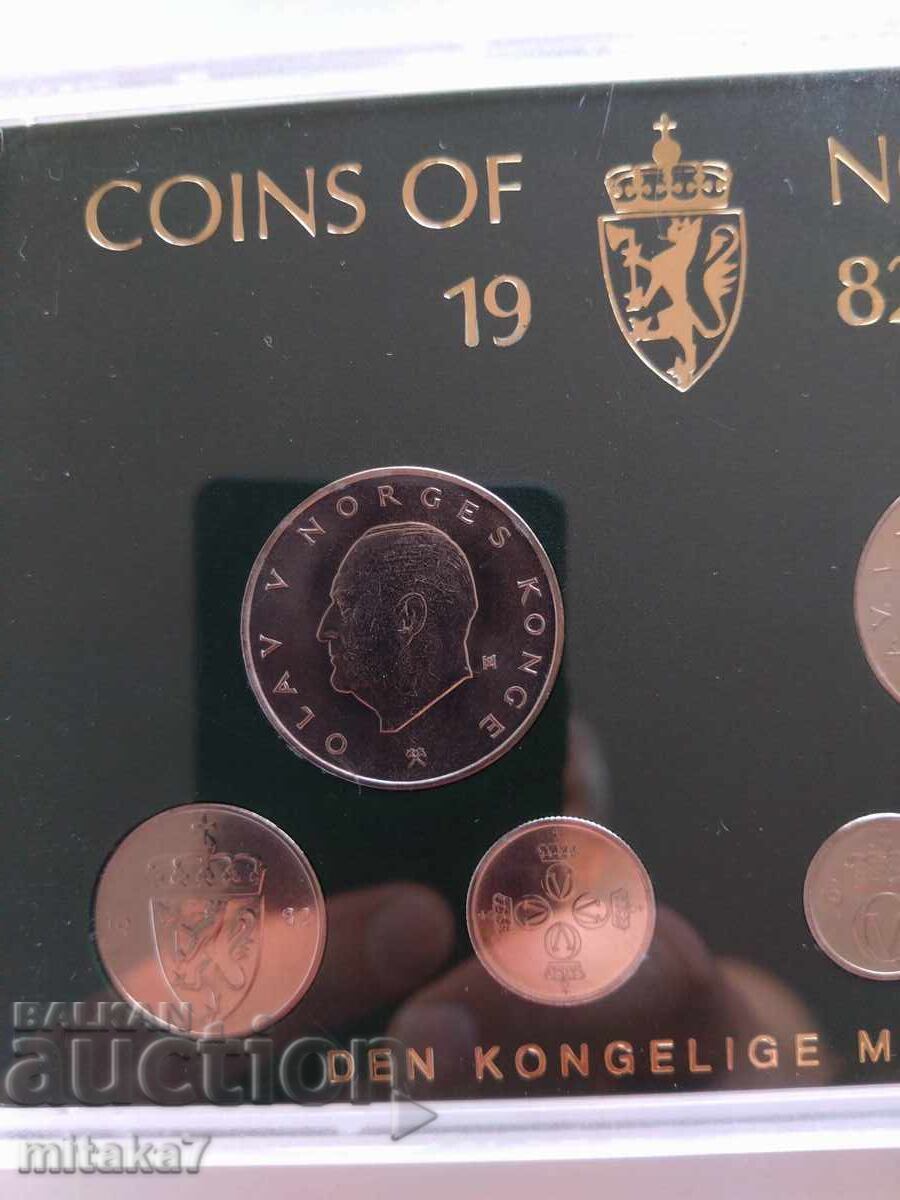 COINS OF
19 82
OLAV V NORGES KONGE
DEN KONGELIGE M
BALKAN
auction
mitaka7